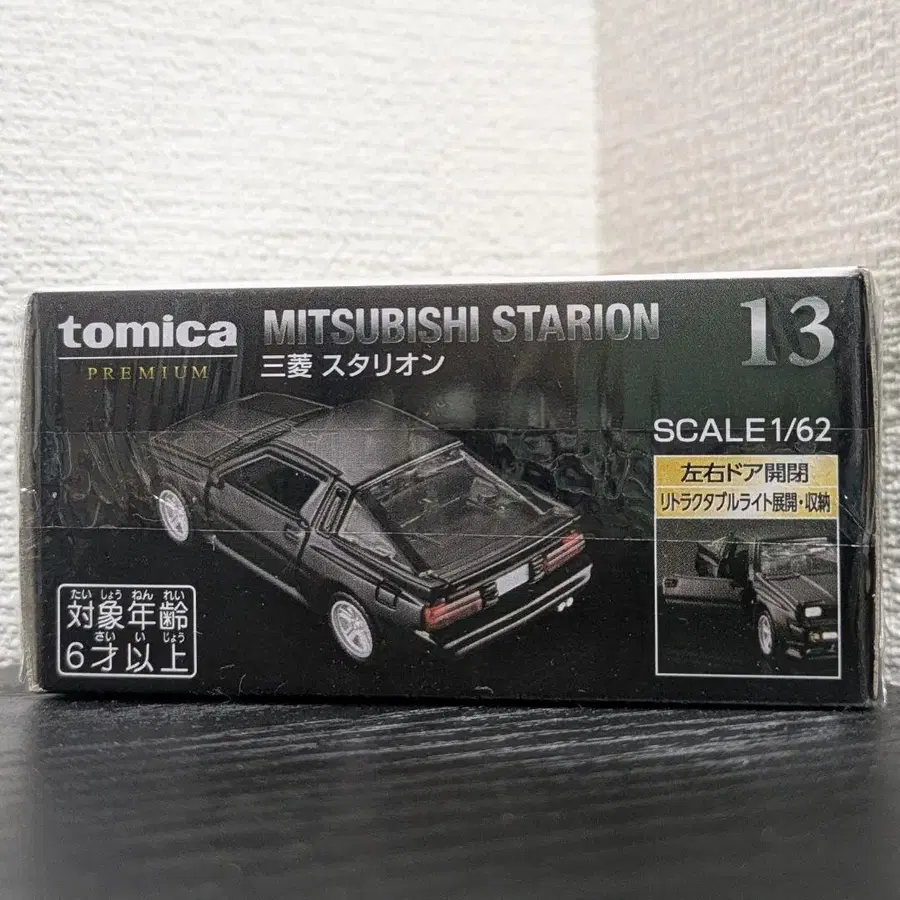 tomica
PREMIUM
MITSUBISHI STARION
三菱 スタリオン
13
SCALE 1/62
左右ドア開閉
リトラクタブルライト展開・収納
たい しょう ねん れい
対象年齢
さい い じょう
6才以上